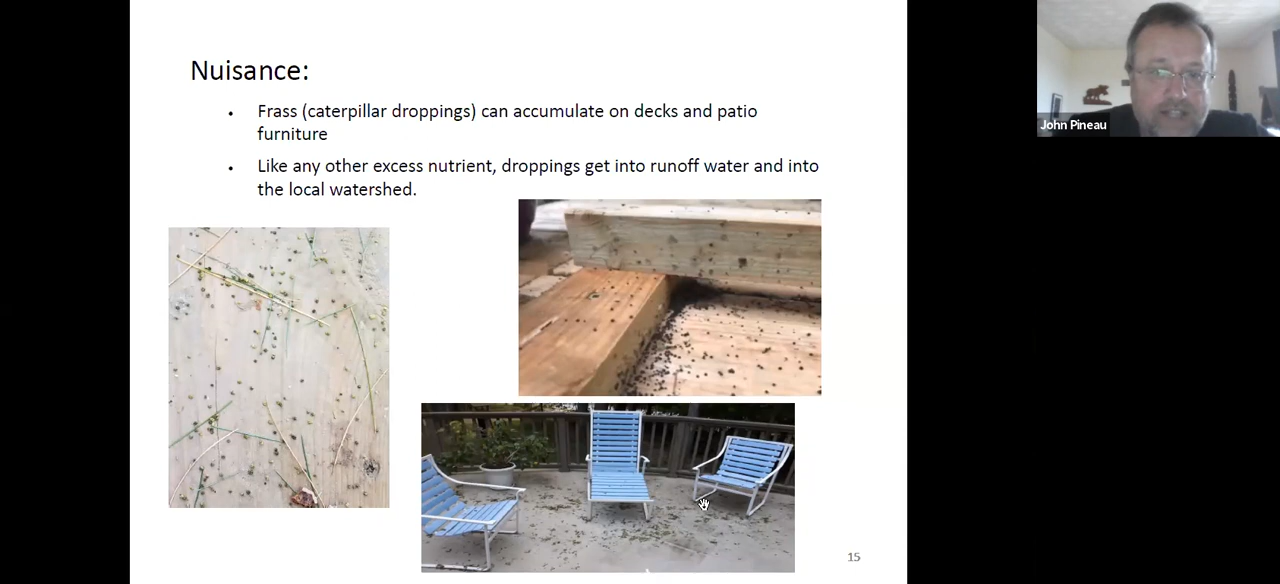 Nuisance:
• Frass (caterpillar droppings) can accumulate on decks and patio
furniture
• Like any other excess nutrient, droppings get into runoff water and into
the local watershed.
John Pineau
15